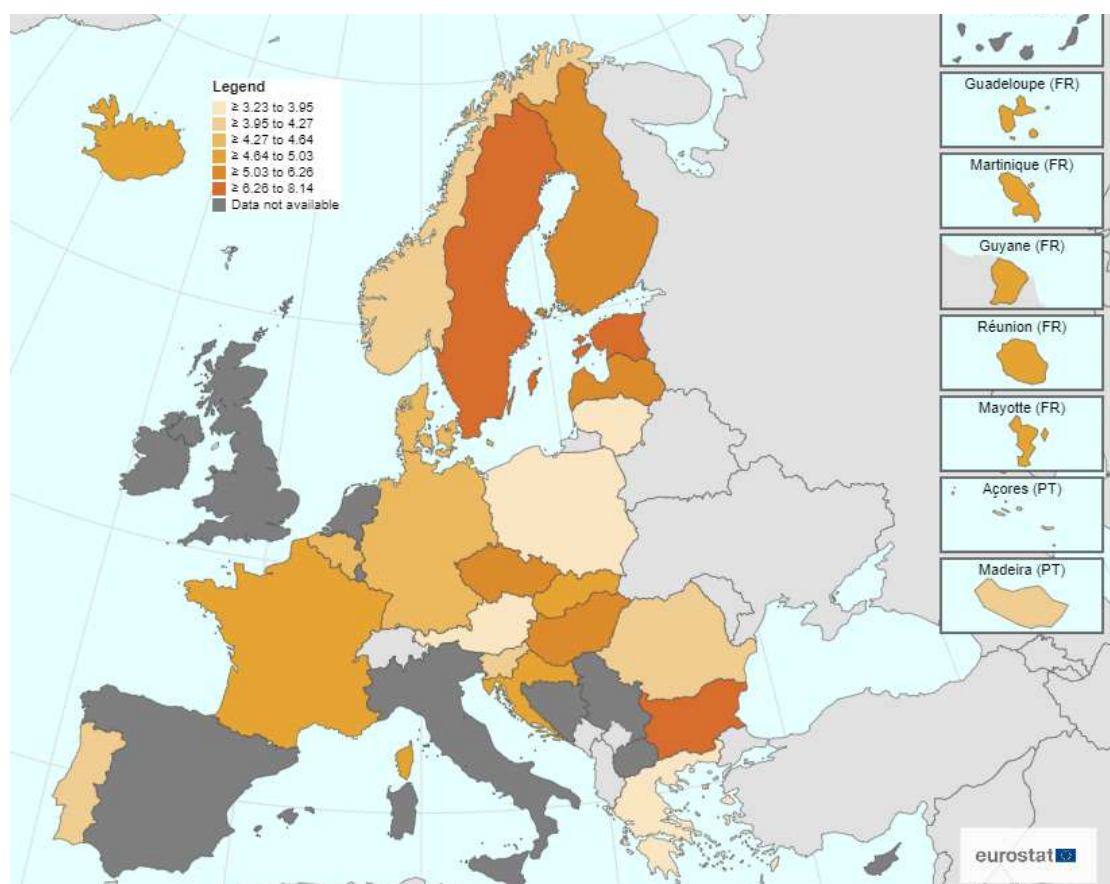 Legend
≥ 3.23 to 3.95
≥ 3.95 to 4.27
≥ 4.27 to 4.64
≥ 4.64 to 5.03
≥ 5.03 to 6.26
≥ 6.26 to 8.14
Data not available
Guadeloupe (FR)
Martinique (FR)
Guyane (FR)
Réunion (FR)
Mayotte (FR)
Açores (PT)
Madeira (PT)
eurostat